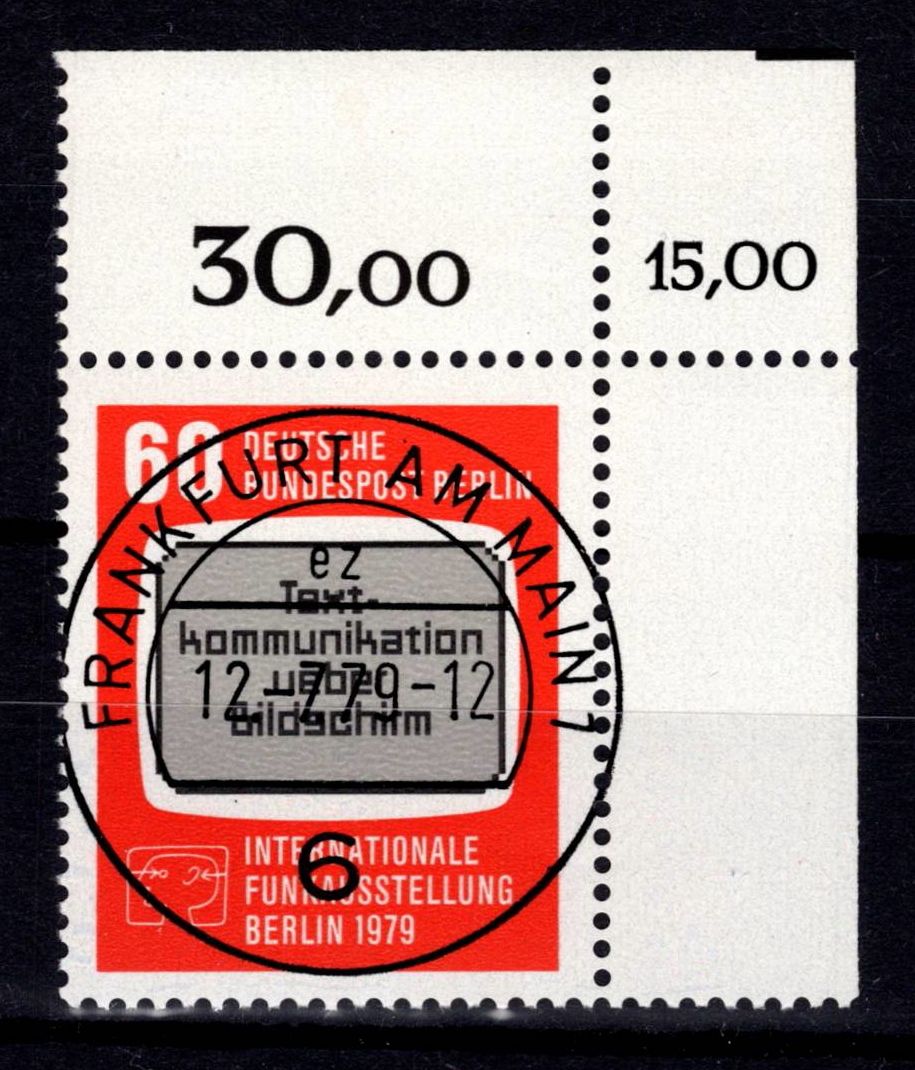 30,00
15,00
60 DEUTSCHE
BUNDESPOST BERLIN
FRANKFURT AM MAIN 1
ez
Text-
kommunikation
ueber
Bildschirm
12.-7.79-12
6
INTERNATIONALE
FUNKAUSSTELLUNG
BERLIN 1979